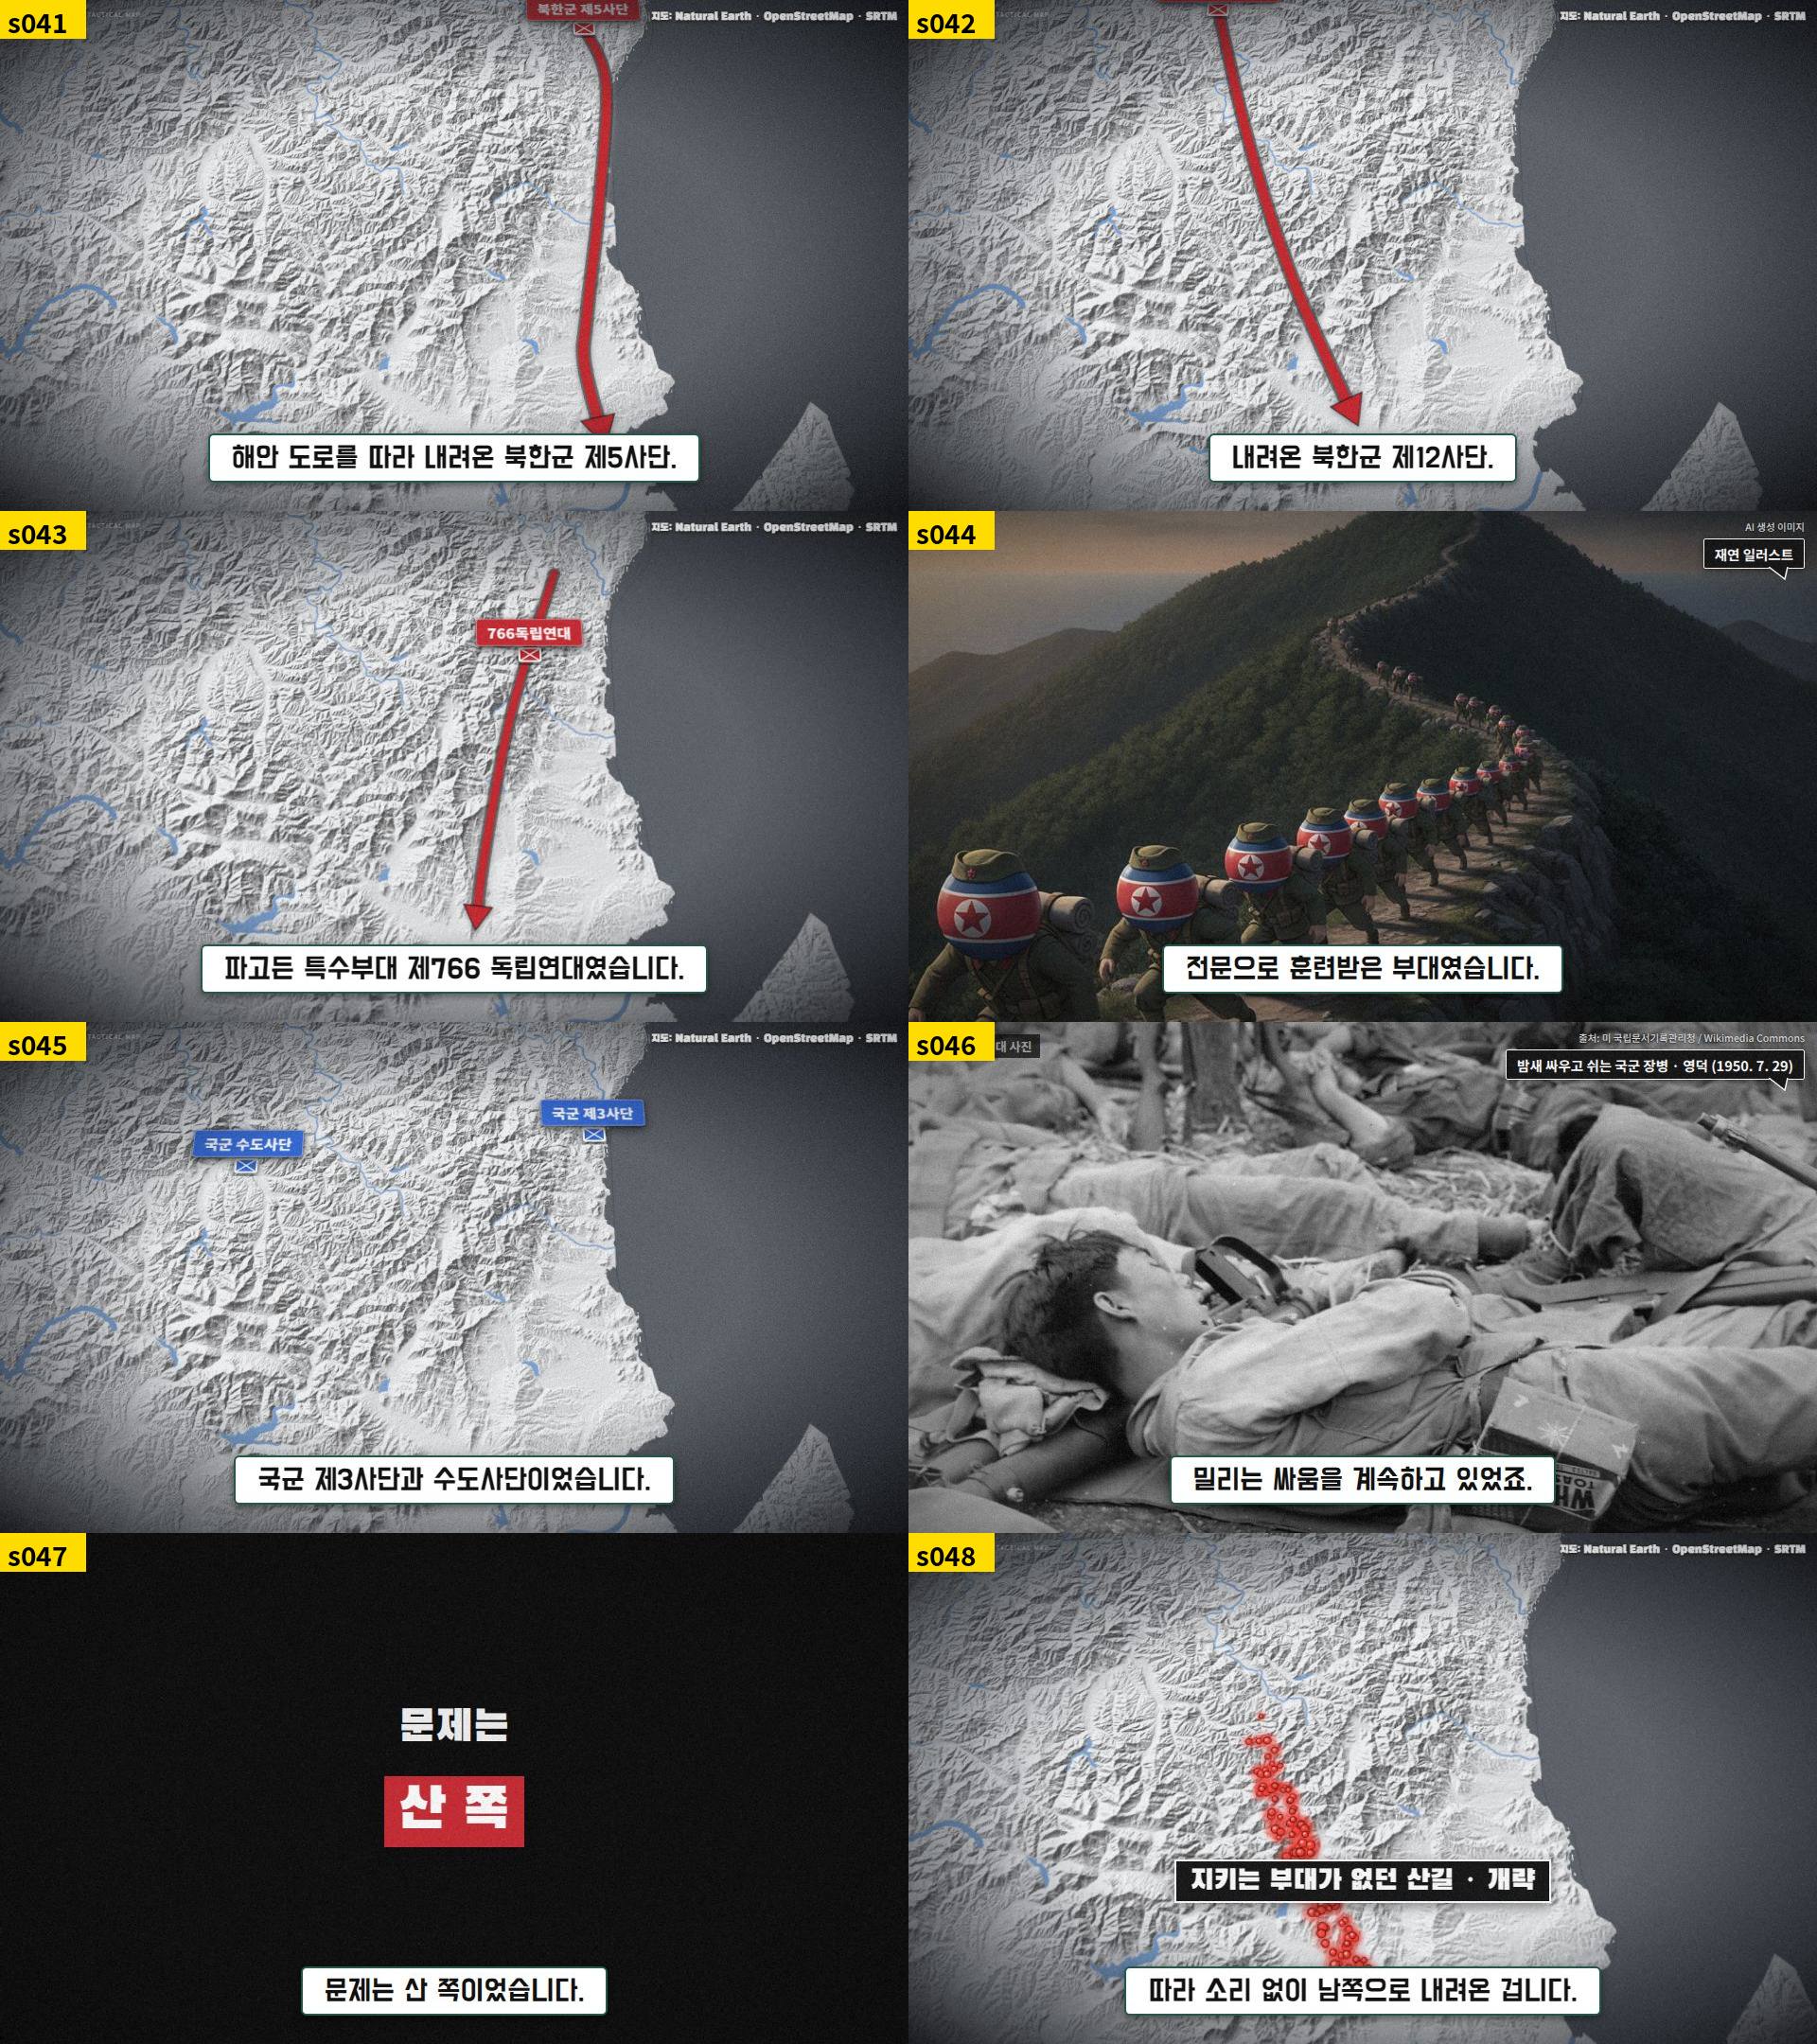 s041
북한군 제5사단
지도: Natural Earth · OpenStreetMap · SRTM
해안 도로를 따라 내려온 북한군 제5사단.
s042
지도: Natural Earth · OpenStreetMap · SRTM
내려온 북한군 제12사단.
s043
TACTICAL MAP
지도: Natural Earth · OpenStreetMap · SRTM
766독립연대
파고든 특수부대 제766 독립연대였습니다.
s044
AI 생성 이미지
재연 일러스트
전문으로 훈련받은 부대였습니다.
s045
TACTICAL MAP
지도: Natural Earth · OpenStreetMap · SRTM
국군 제3사단
국군 수도사단
국군 제3사단과 수도사단이었습니다.
s046
대 사진
출처: 미 국립문서기록관리청 / Wikimedia Commons
밤새 싸우고 쉬는 국군 장병 · 영덕 (1950. 7. 29)
밀리는 싸움을 계속하고 있었죠.
s047
문제는
산 쪽
문제는 산 쪽이었습니다.
s048
TACTICAL MAP
지도: Natural Earth · OpenStreetMap · SRTM
지키는 부대가 없던 산길 · 개략
따라 소리 없이 남쪽으로 내려온 겁니다.